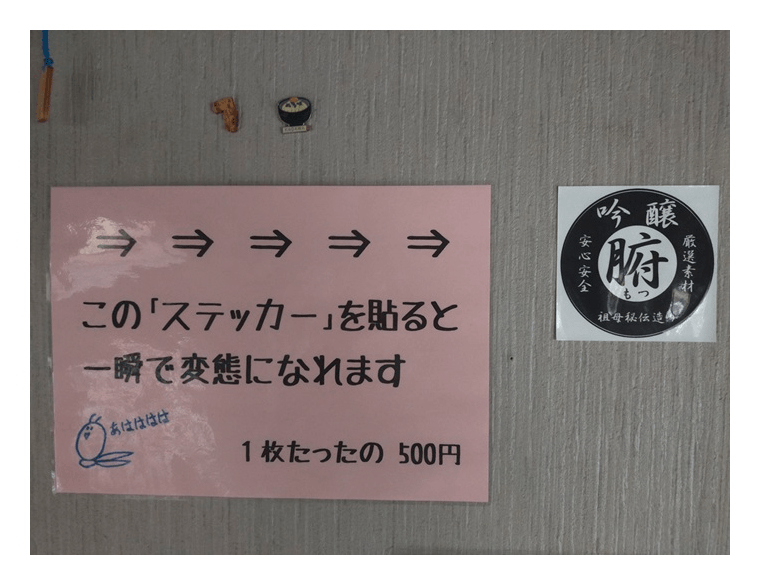 ⇒ ⇒ ⇒ ⇒ ⇒
この「ステッカー」を貼ると
一瞬で変態になれます
あはははは
1枚たったの 500円
吟醸
厳選素材
腑
もつ
安心安全
祖母秘伝造り